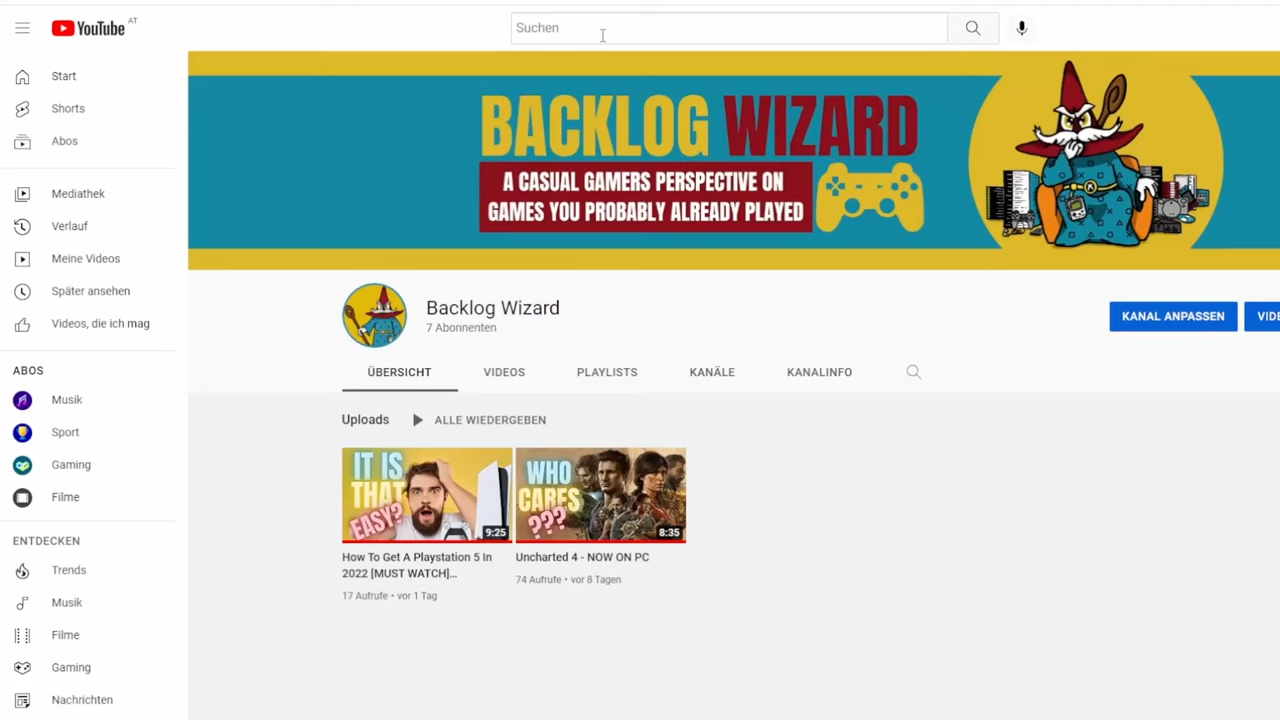 YouTube AT
Suchen
Start
Shorts
Abos
Mediathek
Verlauf
Meine Videos
Später ansehen
Videos, die ich mag
ABOS
Musik
Sport
Gaming
Filme
ENTDECKEN
Trends
Musik
Filme
Gaming
Nachrichten
BACKLOG WIZARD
A CASUAL GAMERS PERSPECTIVE ON
GAMES YOU PROBABLY ALREADY PLAYED
Backlog Wizard
7 Abonnenten
KANAL ANPASSEN
VIDE
ÜBERSICHT
VIDEOS
PLAYLISTS
KANÄLE
KANALINFO
Uploads
ALLE WIEDERGEBEN
IT IS
THAT
EASY?
9:25
How To Get A Playstation 5 In
2022 [MUST WATCH]...
17 Aufrufe • vor 1 Tag
WHO
CARES
???
8:35
Uncharted 4 - NOW ON PC
74 Aufrufe • vor 8 Tagen